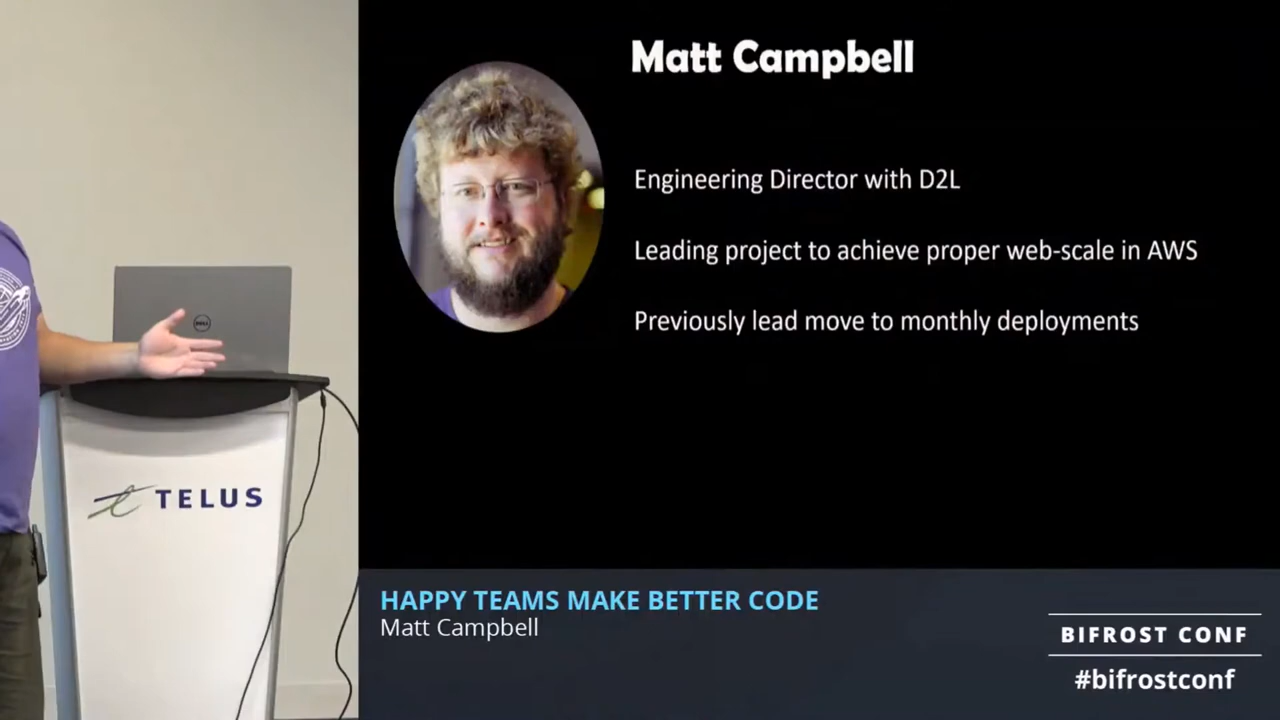 Matt Campbell
Engineering Director with D2L
Leading project to achieve proper web-scale in AWS
Previously lead move to monthly deployments
DELL
TELUS
HAPPY TEAMS MAKE BETTER CODE
Matt Campbell
BIFROST CONF
#bifrostconf